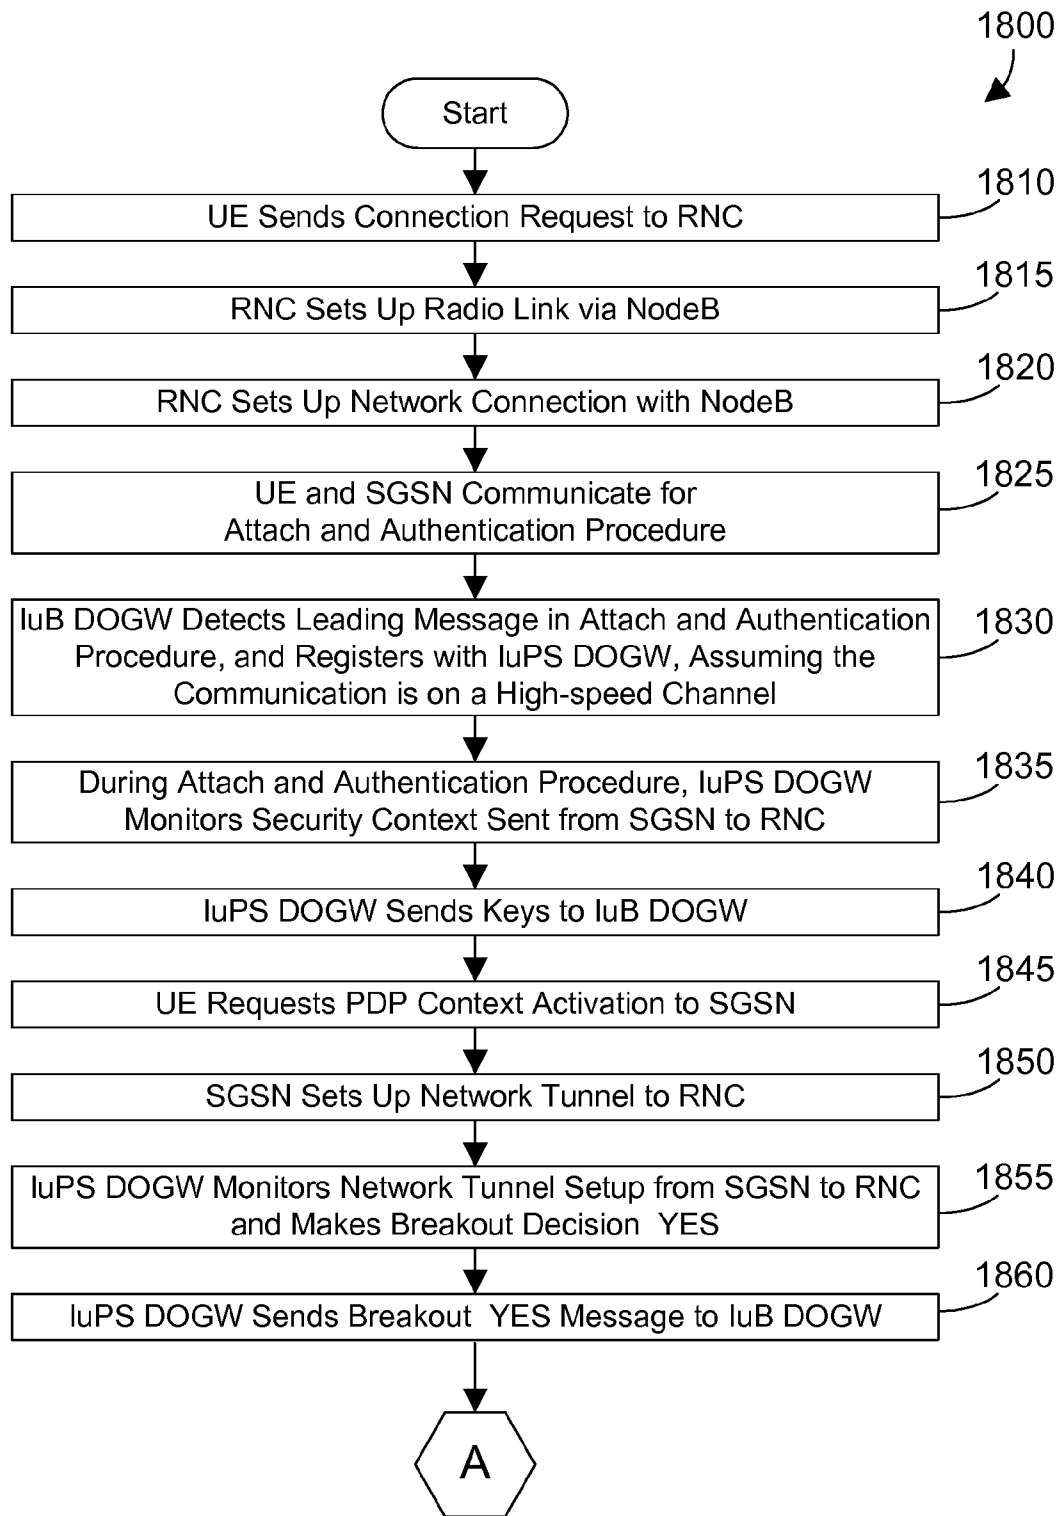 1800
Start
1810
UE Sends Connection Request to RNC
1815
RNC Sets Up Radio Link via NodeB
1820
RNC Sets Up Network Connection with NodeB
1825
UE and SGSN Communicate for
Attach and Authentication Procedure
1830
IuB DOGW Detects Leading Message in Attach and Authentication
Procedure, and Registers with IuPS DOGW, Assuming the
Communication is on a High-speed Channel
1835
During Attach and Authentication Procedure, IuPS DOGW
Monitors Security Context Sent from SGSN to RNC
1840
IuPS DOGW Sends Keys to IuB DOGW
1845
UE Requests PDP Context Activation to SGSN
1850
SGSN Sets Up Network Tunnel to RNC
1855
IuPS DOGW Monitors Network Tunnel Setup from SGSN to RNC
and Makes Breakout Decision YES
1860
IuPS DOGW Sends Breakout YES Message to IuB DOGW
A